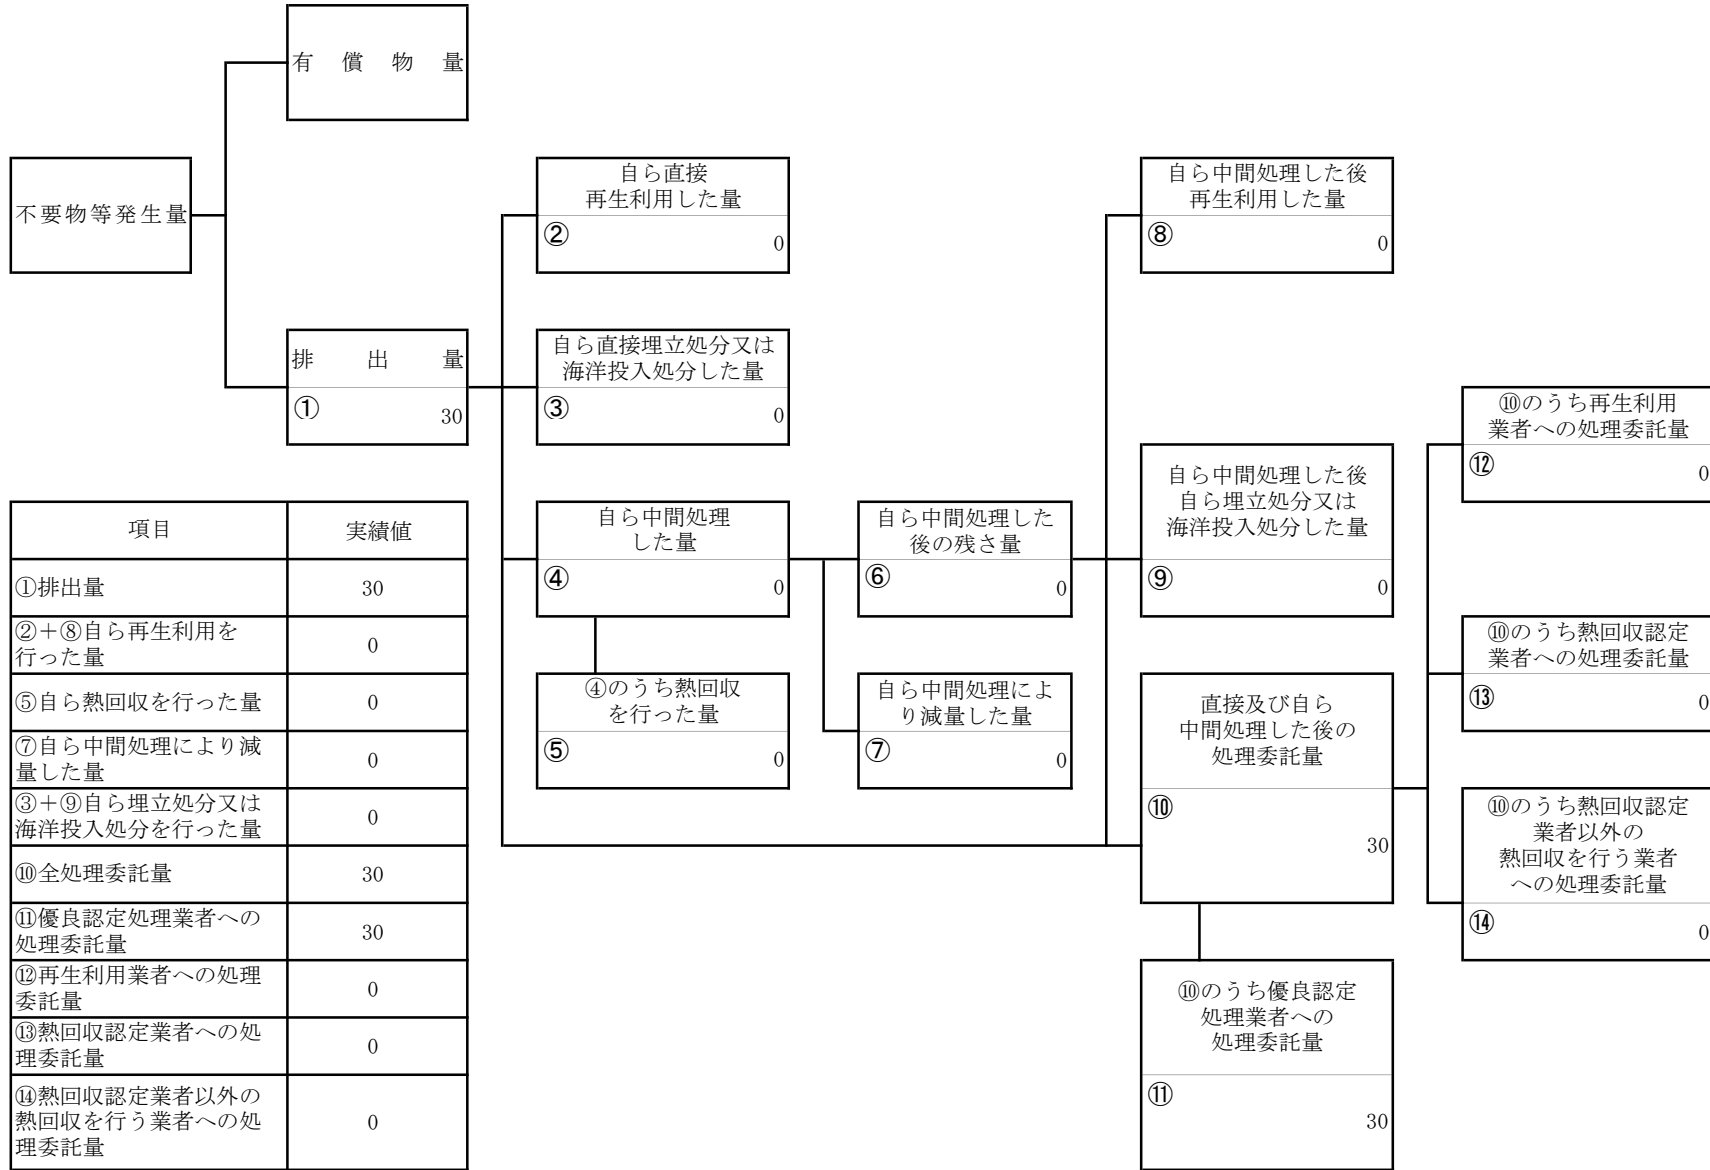 有償物量
不要物等発生量
排出量
①
30
自ら直接
再生利用した量
②
0
自ら直接埋立処分又は
海洋投入処分した量
③
0
自ら中間処理
した量
④
0
④のうち熱回収
を行った量
⑤
0
自ら中間処理した
後の残さ量
⑥
0
自ら中間処理によ
り減量した量
⑦
0
自ら中間処理した後
再生利用した量
⑧
0
自ら中間処理した後
自ら埋立処分又は
海洋投入処分した量
⑨
0
直接及び自ら
中間処理した後の
処理委託量
⑩
30
⑩のうち優良認定
処理業者への
処理委託量
⑪
30
⑩のうち再生利用
業者への処理委託量
⑫
0
⑩のうち熱回収認定
業者への処理委託量
⑬
0
⑩のうち熱回収認定
業者以外の
熱回収を行う業者
への処理委託量
⑭
0
項目 実績値
①排出量 30
②＋⑧自ら再生利用を
行った量 0
⑤自ら熱回収を行った量 0
⑦自ら中間処理により減
量した量 0
③＋⑨自ら埋立処分又は
海洋投入処分を行った量 0
⑩全処理委託量 30
⑪優良認定処理業者への
処理委託量 30
⑫再生利用業者への処理
委託量 0
⑬熱回収認定業者への処
理委託量 0
⑭熱回収認定業者以外の
熱回収を行う業者への処
理委託量 0